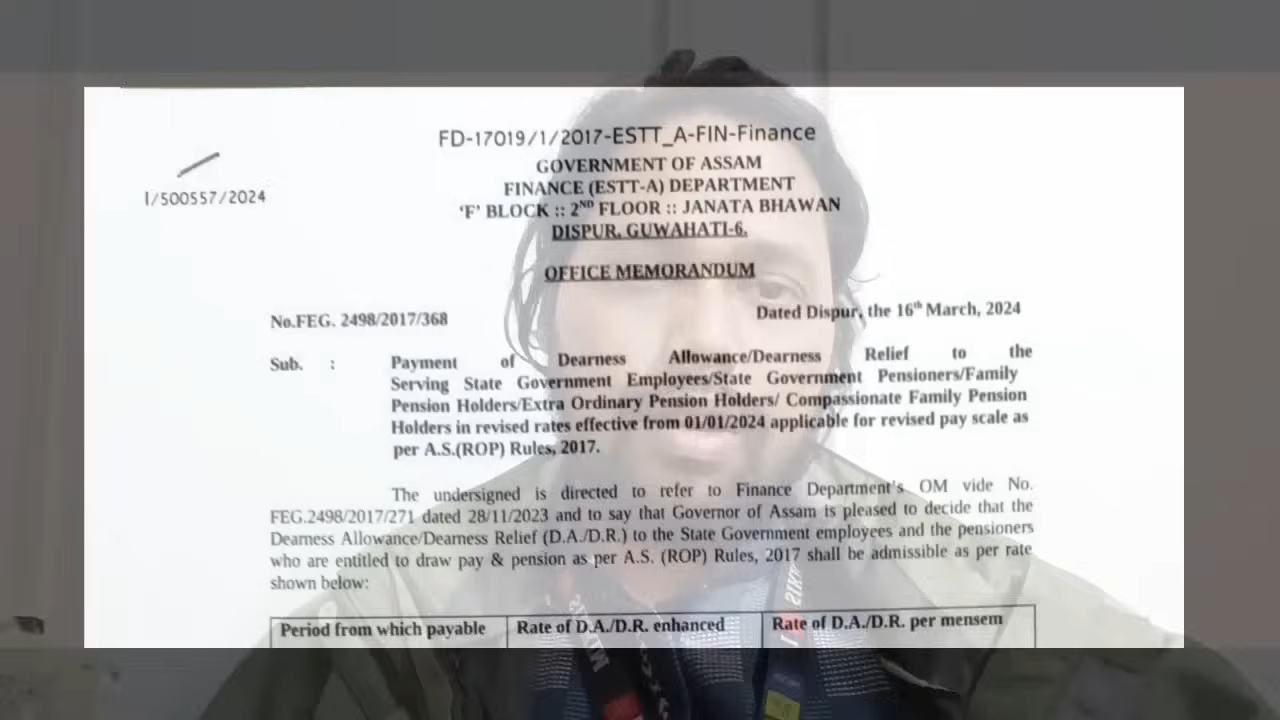 FD-17019/1/2017-ESTT_A-FIN-Finance
I/500557/2024
GOVERNMENT OF ASSAM
FINANCE (ESTT-A) DEPARTMENT
‘F’ BLOCK :: 2ND FLOOR :: JANATA BHAWAN
DISPUR, GUWAHATI-6.
OFFICE MEMORANDUM
No.FEG. 2498/2017/368
Dated Dispur, the 16th March, 2024
Sub. : Payment of Dearness Allowance/Dearness Relief to the
Serving State Government Employees/State Government Pensioners/Family
Pension Holders/Extra Ordinary Pension Holders/ Compassionate Family Pension
Holders in revised rates effective from 01/01/2024 applicable for revised pay scale as
per A.S.(ROP) Rules, 2017.
The undersigned is directed to refer to Finance Department's OM vide No.
FEG.2498/2017/271 dated 28/11/2023 and to say that Governor of Assam is pleased to decide that the
Dearness Allowance/Dearness Relief (D.A./D.R.) to the State Government employees and the pensioners
who are entitled to draw pay & pension as per A.S. (ROP) Rules, 2017 shall be admissible as per rate
shown below:
Period from which payable
Rate of D.A./D.R. enhanced
Rate of D.A./D.R. per mensem